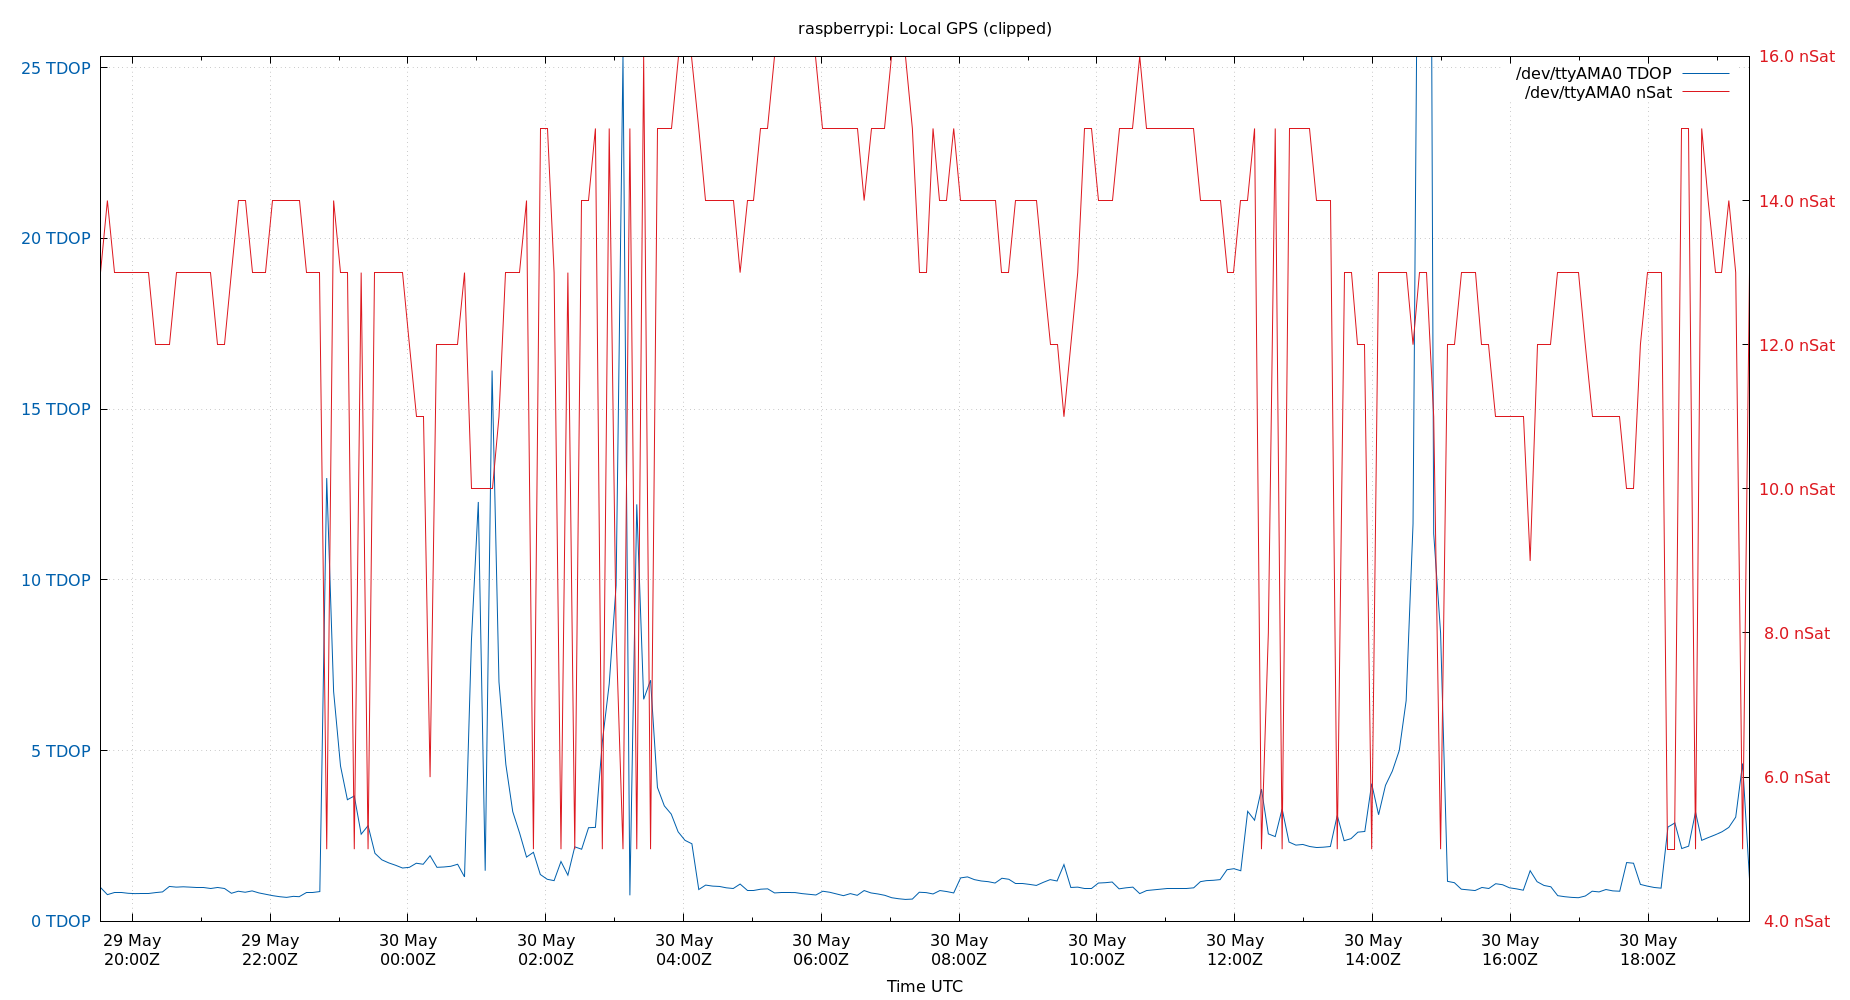 raspberrypi: Local GPS (clipped)
25 TDOP
20 TDOP
15 TDOP
10 TDOP
5 TDOP
0 TDOP
16.0 nSat
14.0 nSat
12.0 nSat
10.0 nSat
8.0 nSat
6.0 nSat
4.0 nSat
/dev/ttyAMA0 TDOP
/dev/ttyAMA0 nSat
29 May 29 May 30 May 30 May 30 May 30 May 30 May 30 May 30 May 30 May 30 May 30 May
20:00Z 22:00Z 00:00Z 02:00Z 04:00Z 06:00Z 08:00Z 10:00Z 12:00Z 14:00Z 16:00Z 18:00Z
Time UTC